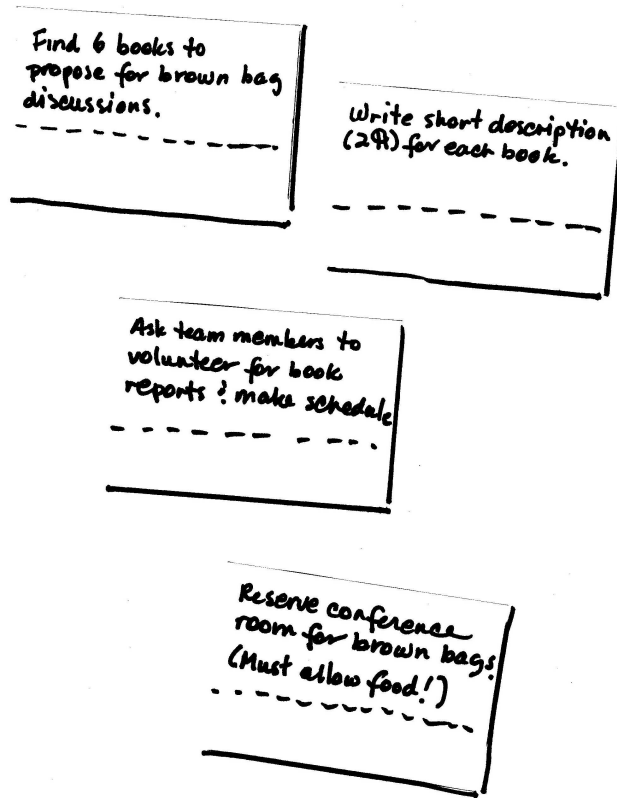 Find 6 books to
propose for brown bag
discussions.
Write short description
(2¶) for each book.
Ask team members to
volunteer for book
reports & make schedule
Reserve conference
room for brown bags.
(Must allow food!)